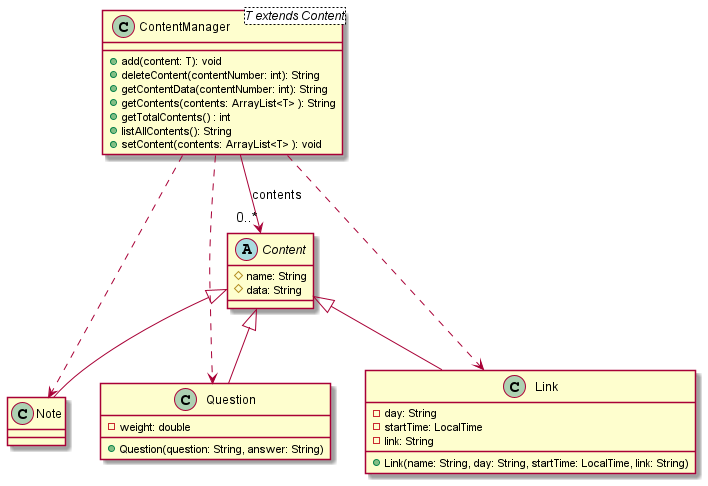 C ContentManager
T extends Content
add(content: T): void
deleteContent(contentNumber: int): String
getContentData(contentNumber: int): String
getContents(contents: ArrayList<T> ): String
getTotalContents() : int
listAllContents(): String
setContent(contents: ArrayList<T> ): void
contents
0..*
A Content
name: String
data: String
C Note
C Question
weight: double
Question(question: String, answer: String)
C Link
day: String
startTime: LocalTime
link: String
Link(name: String, day: String, startTime: LocalTime, link: String)